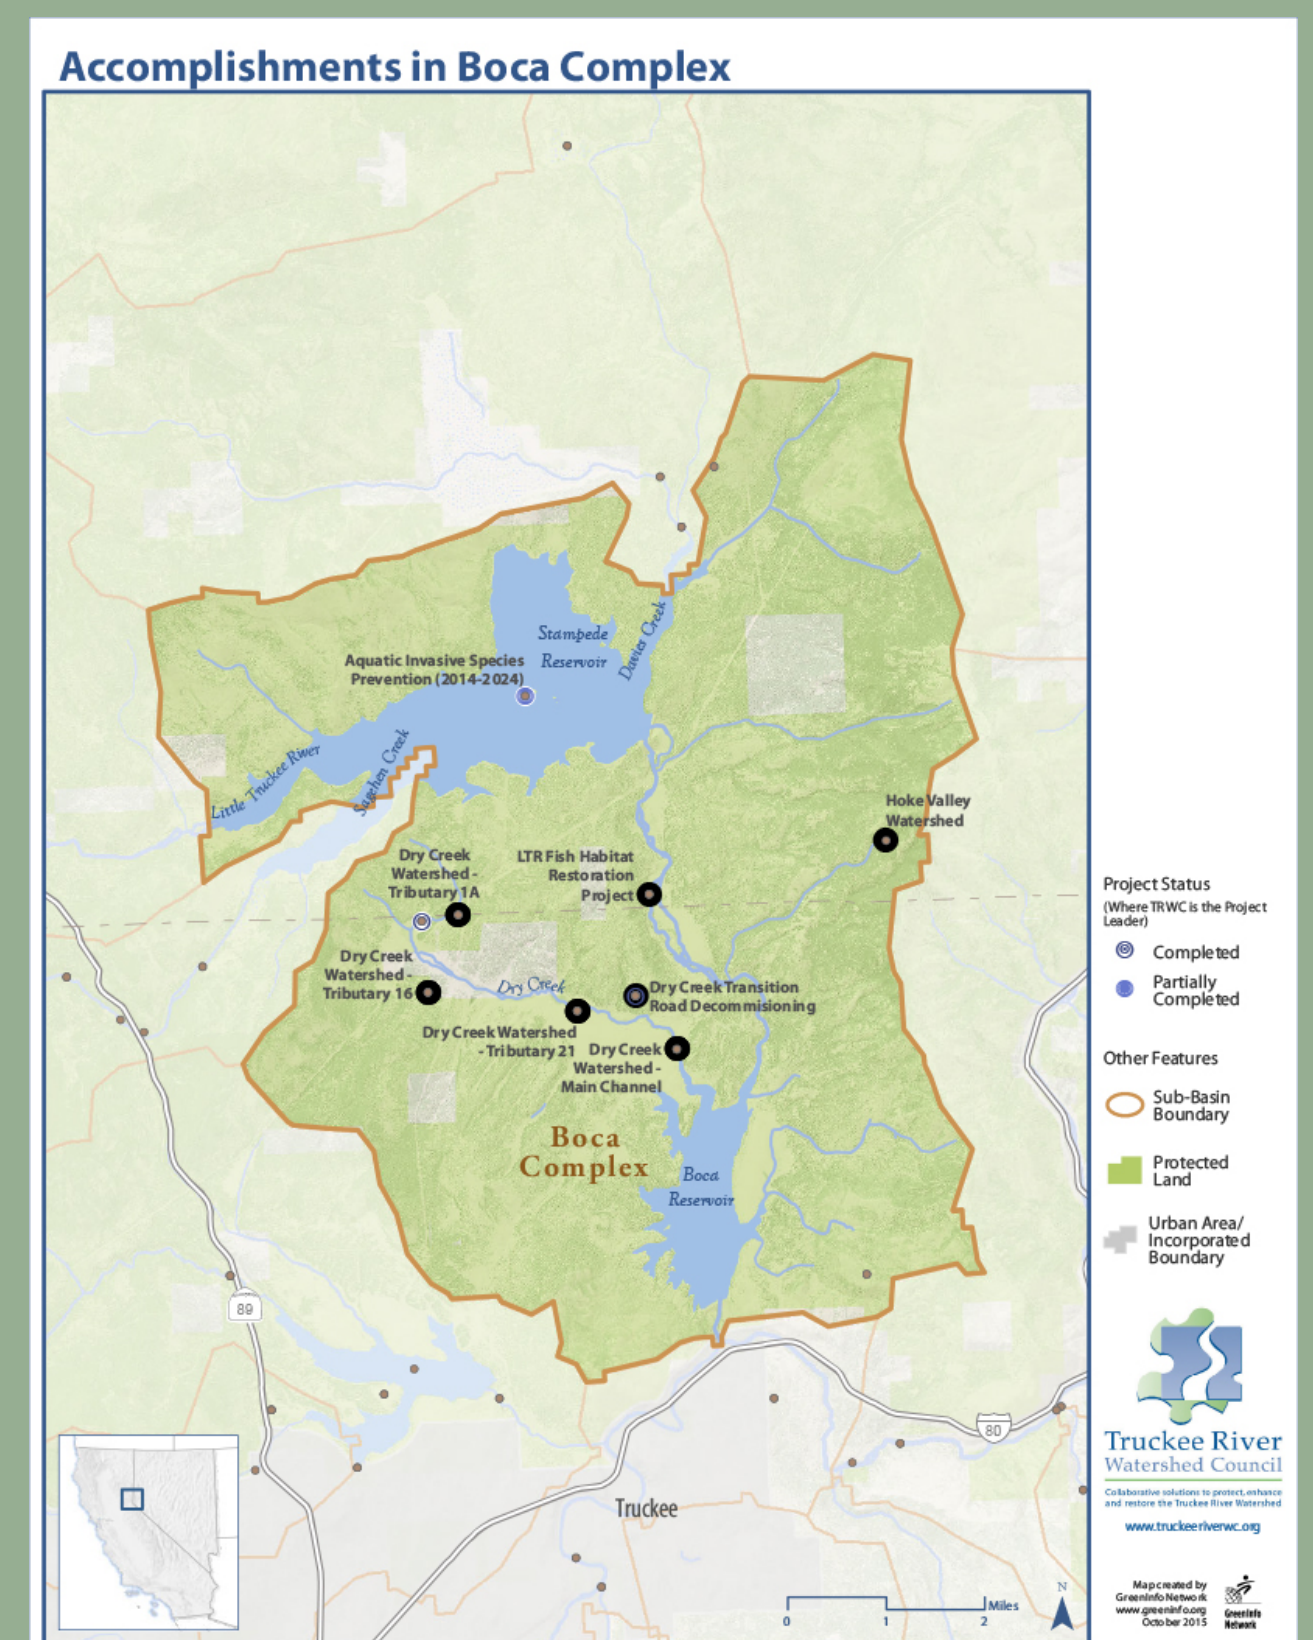 Accomplishments in Boca Complex
Stampede
Reservoir
Davies Creek
Aquatic Invasive Species
Prevention (2014-2024)
Little Truckee River
Sagehen Creek
Hoke Valley
Watershed
Dry Creek
Watershed -
Tributary 1A
LTR Fish Habitat
Restoration
Project
Dry Creek
Watershed -
Tributary 16
Dry Creek
Dry Creek Transition
Road Decommisioning
Dry Creek Watershed
- Tributary 21
Dry Creek
Watershed -
Main Channel
Boca
Complex
Boca
Reservoir
89
80
Truckee
Miles
0
1
2
N
Project Status
(Where TRWC is the Project
Leader)
Completed
Partially
Completed
Other Features
Sub-Basin
Boundary
Protected
Land
Urban Area/
Incorporated
Boundary
Truckee River
Watershed Council
Collaborative solutions to protect, enhance
and restore the Truckee River Watershed
www.truckeeriverwc.org
Map created by
GreenInfo Network
www.greeninfo.org
October 2015
GreenInfo
Network